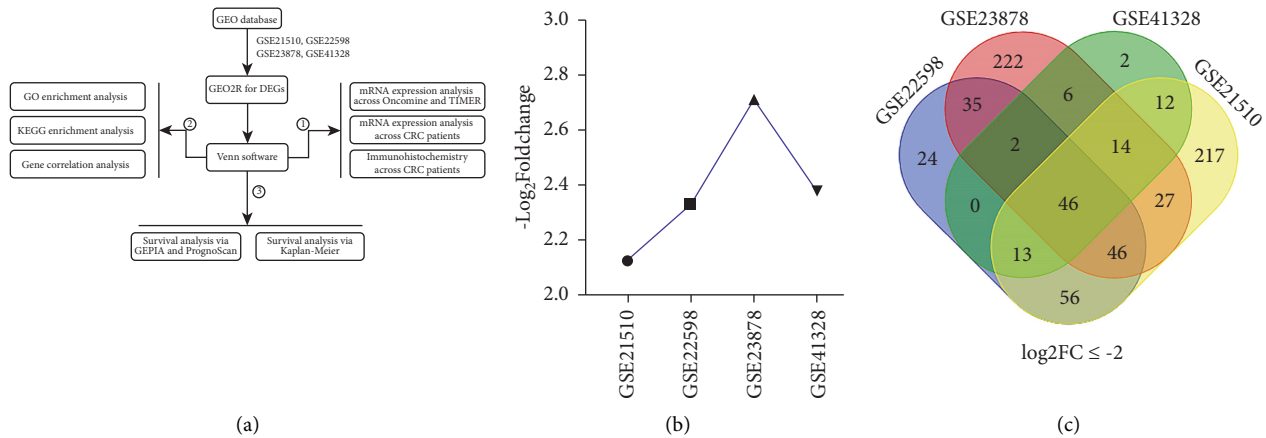 GEO database
GSE21510, GSE22598
GSE23878, GSE41328
GEO2R for DEGs
GO enrichment analysis
KEGG enrichment analysis
Gene correlation analysis
2
Venn software
1
mRNA expression analysis
across Oncomine and TIMER
mRNA expression analysis
across CRC patients
Immunohistochemistry
across CRC patients
3
Survival analysis via
GEPIA and PrognoScan
Survival analysis via
Kaplan-Meier
(a)
-Log2Foldchange
3.0
2.8
2.6
2.4
2.2
2.0
GSE21510
GSE22598
GSE23878
GSE41328
(b)
GSE22598
GSE23878
GSE41328
GSE21510
222
2
35
6
12
24
2
14
217
0
46
27
13
46
56
log2FC ≤ -2
(c)